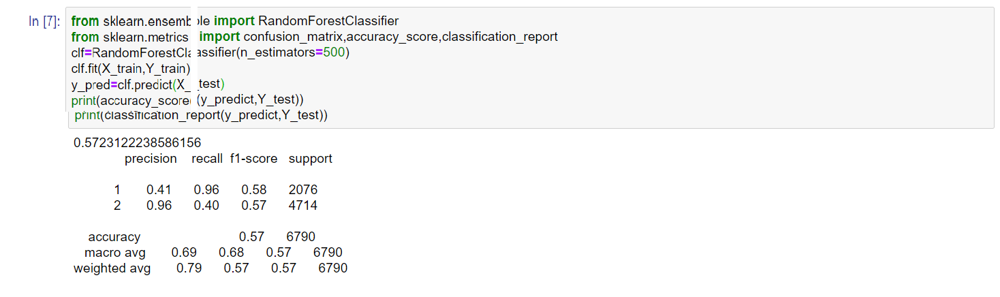 In [7]: from sklearn.ensemble import RandomForestClassifier
from sklearn.metrics import confusion_matrix,accuracy_score,classification_report
clf=RandomForestClassifier(n_estimators=500)
clf.fit(X_train,Y_train)
y_pred=clf.predict(X_test)
print(accuracy_score(y_predict,Y_test))
print(classification_report(y_predict,Y_test))
0.5723122238586156
precision recall f1-score support
1 0.41 0.96 0.58 2076
2 0.96 0.40 0.57 4714
accuracy 0.57 6790
macro avg 0.69 0.68 0.57 6790
weighted avg 0.79 0.57 0.57 6790